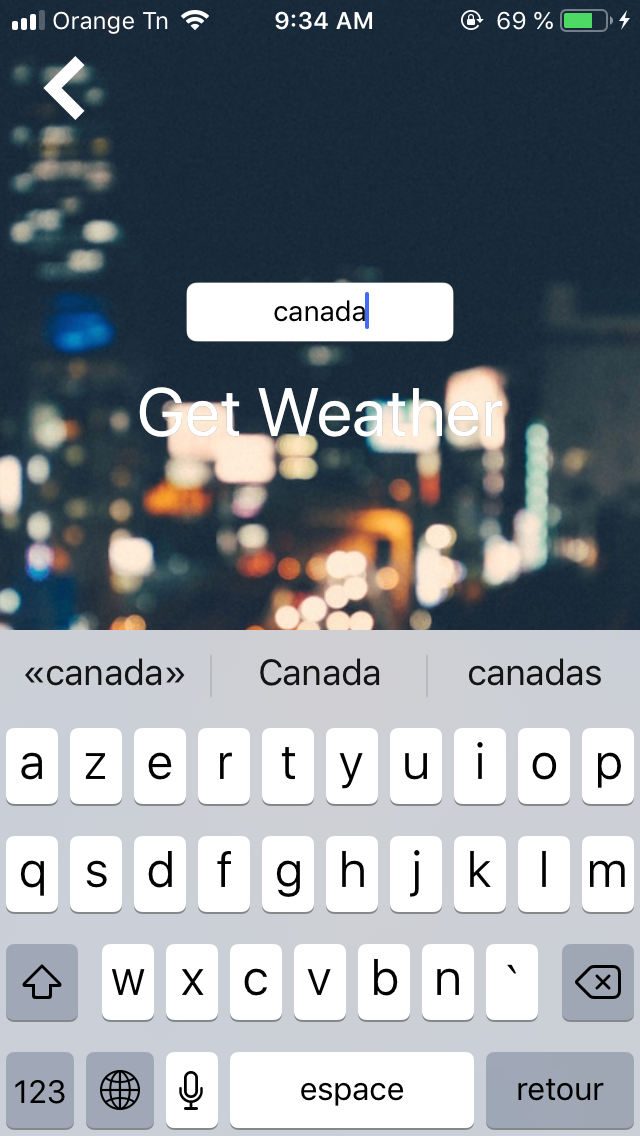 Orange Tn 9:34 AM 69 %
canada
Get Weather
«canada» Canada canadas
a z e r t y u i o p
q s d f g h j k l m
w x c v b n `
123 espace retour